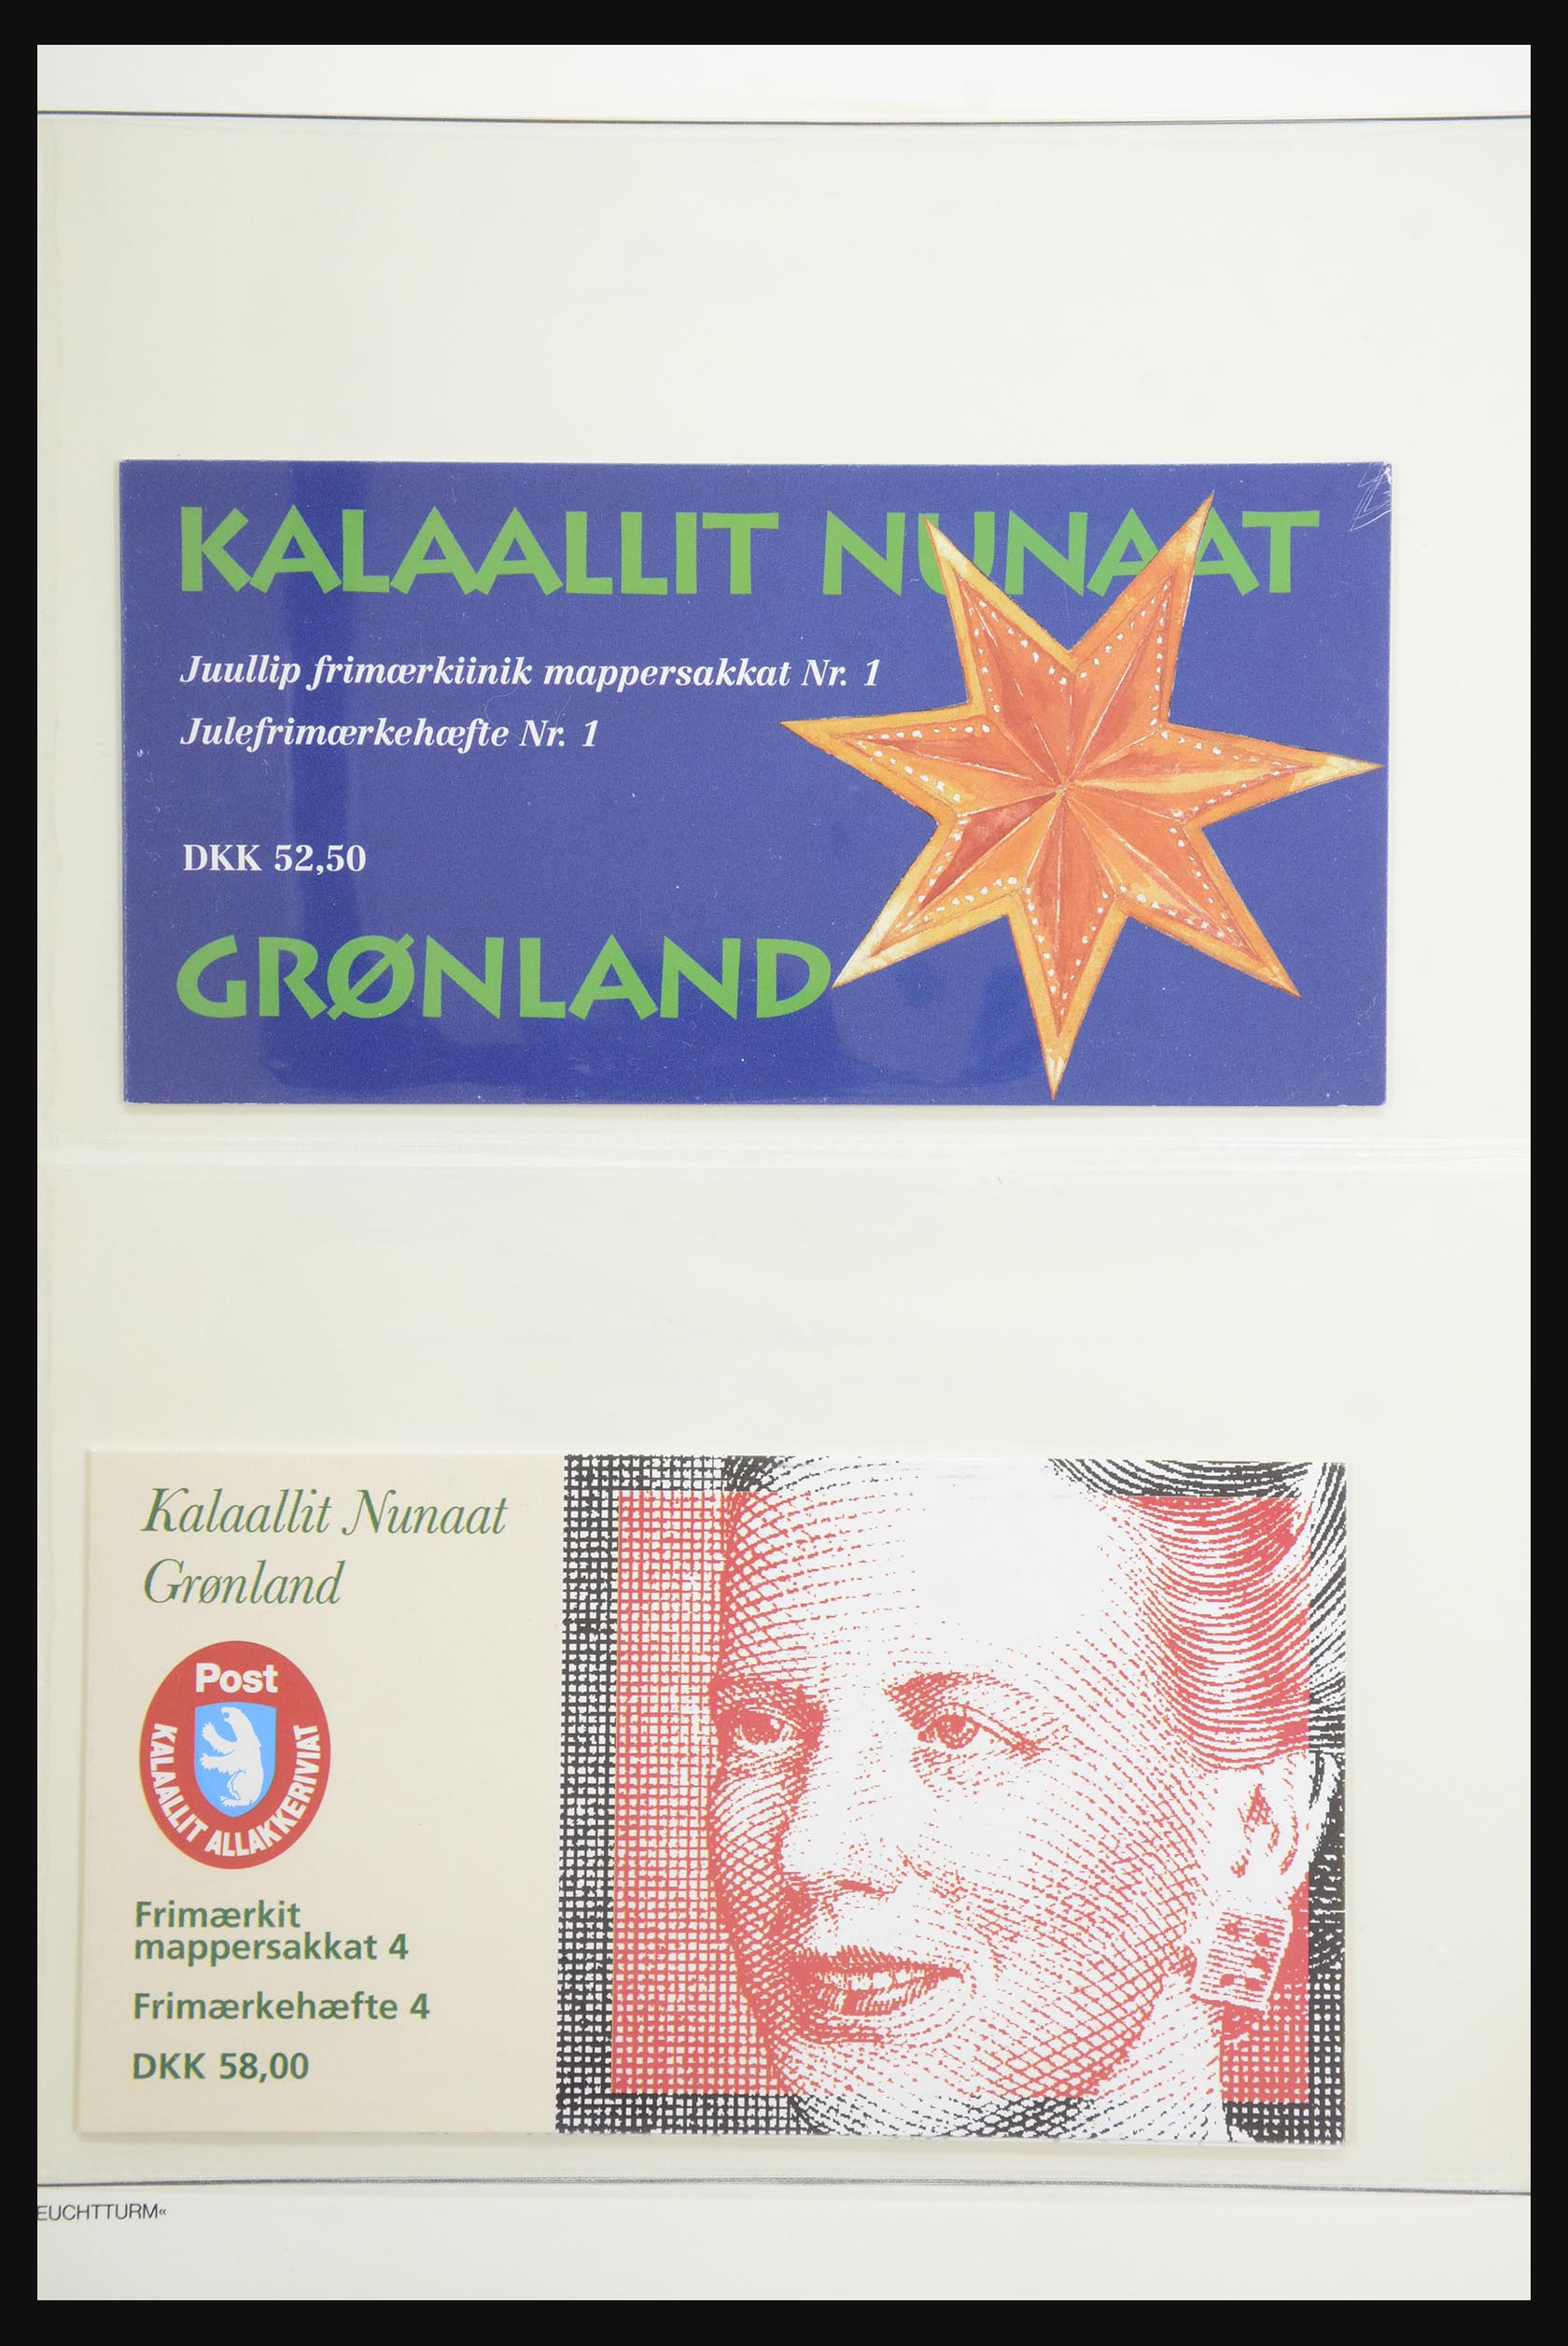 KALAALLIT NUNAAT
Juullip frimærkiinik mappersakkat Nr. 1
Julefrimærkehæfte Nr. 1
DKK 52,50
GRØNLAND
Kalaallit Nunaat
Grønland
Post
KALAALLIT ALLAKKERIVIAT
Frimærkit
mappersakkat 4
Frimærkehæfte 4
DKK 58,00
EUCHTTURM«